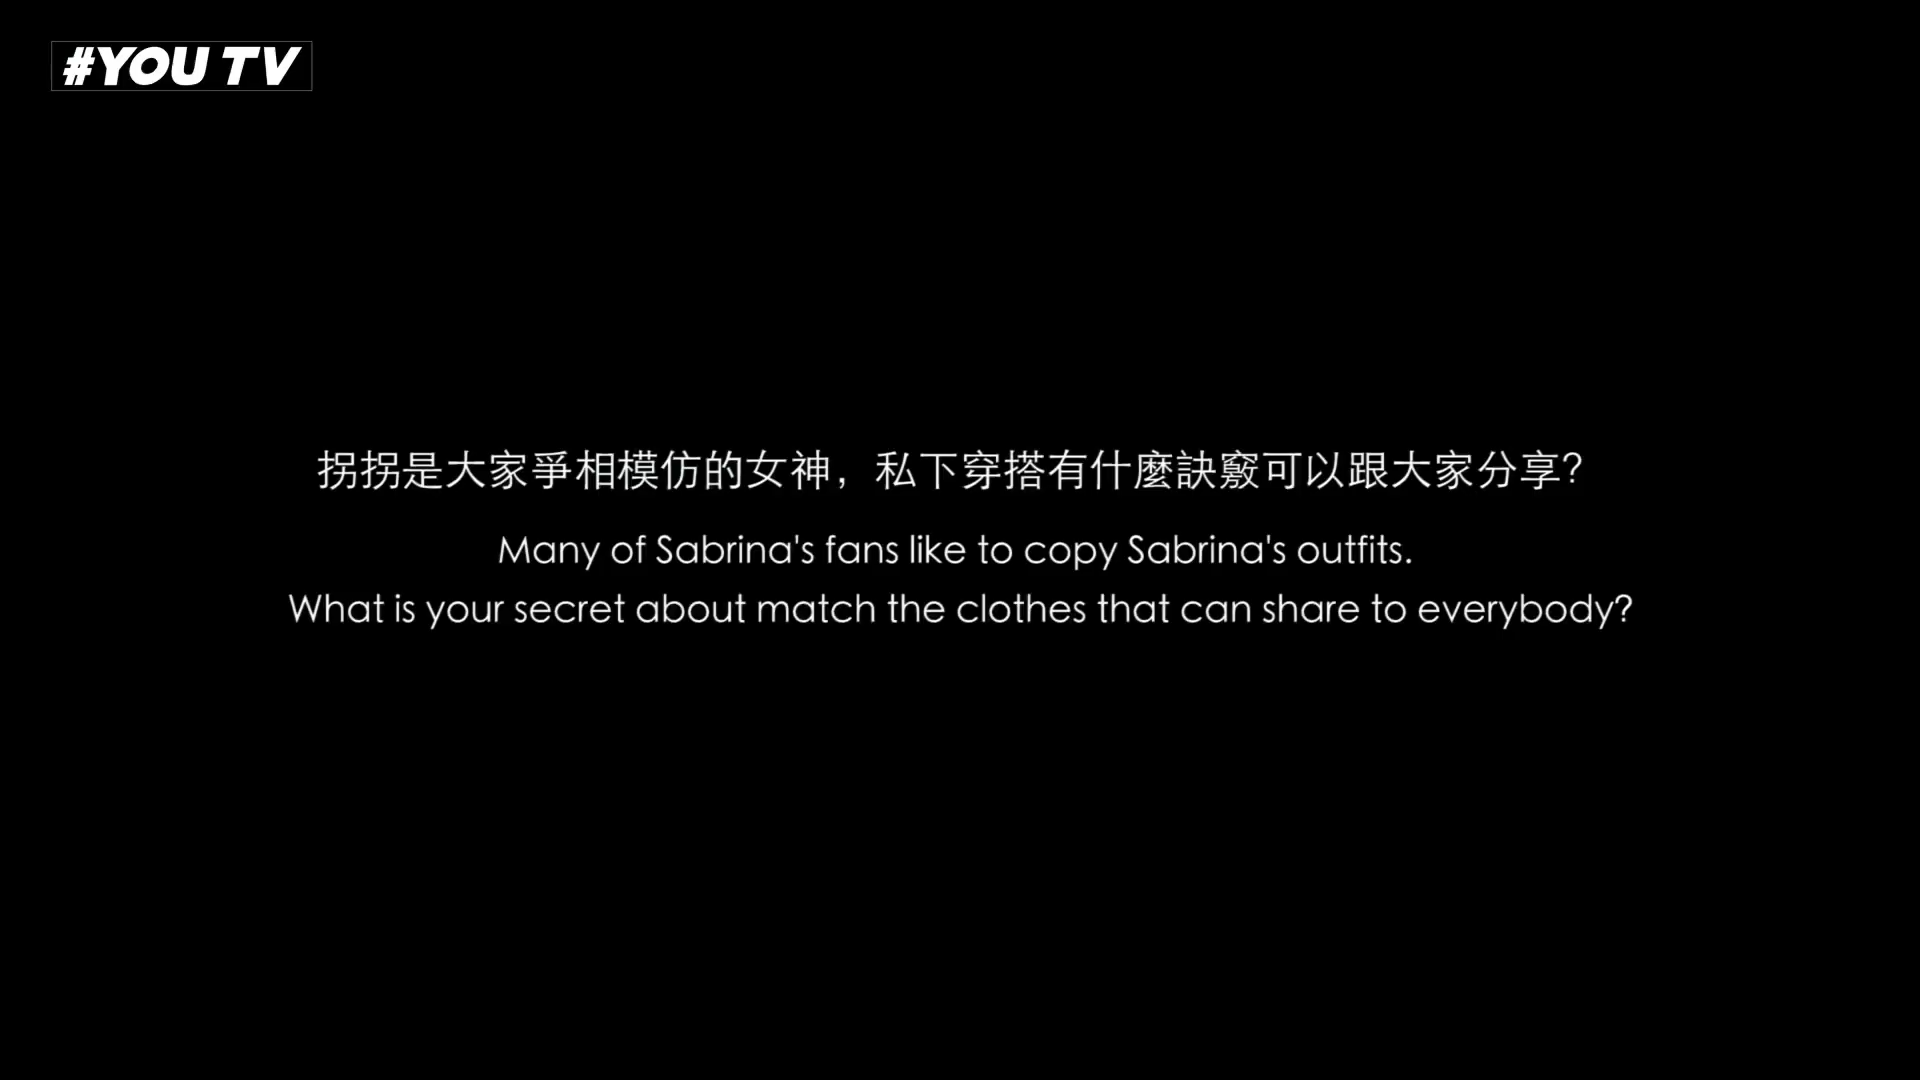 #YOU TV
拐拐是大家爭相模仿的女神，私下穿搭有什麼訣竅可以跟大家分享？
Many of Sabrina's fans like to copy Sabrina's outfits.
What is your secret about match the clothes that can share to everybody?